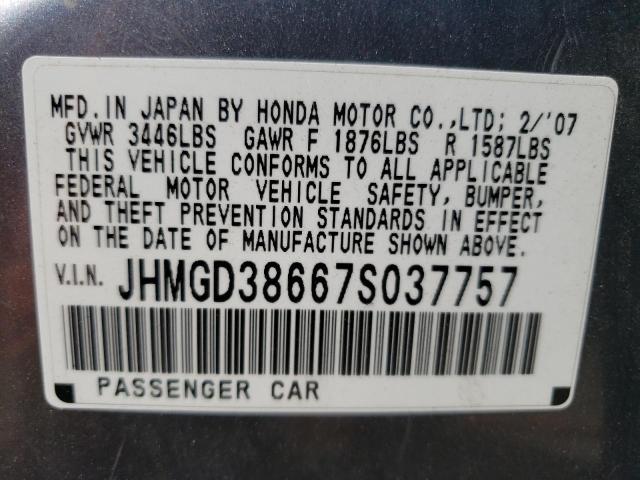 MFD.IN JAPAN BY HONDA MOTOR CO.,LTD; 2/'07
GVWR 3446LBS GAWR F 1876LBS R 1587LBS
THIS VEHICLE CONFORMS TO ALL APPLICABLE
FEDERAL MOTOR VEHICLE SAFETY, BUMPER,
AND THEFT PREVENTION STANDARDS IN EFFECT
ON THE DATE OF MANUFACTURE SHOWN ABOVE.
V.I.N. JHMGD38667S037757
PASSENGER CAR